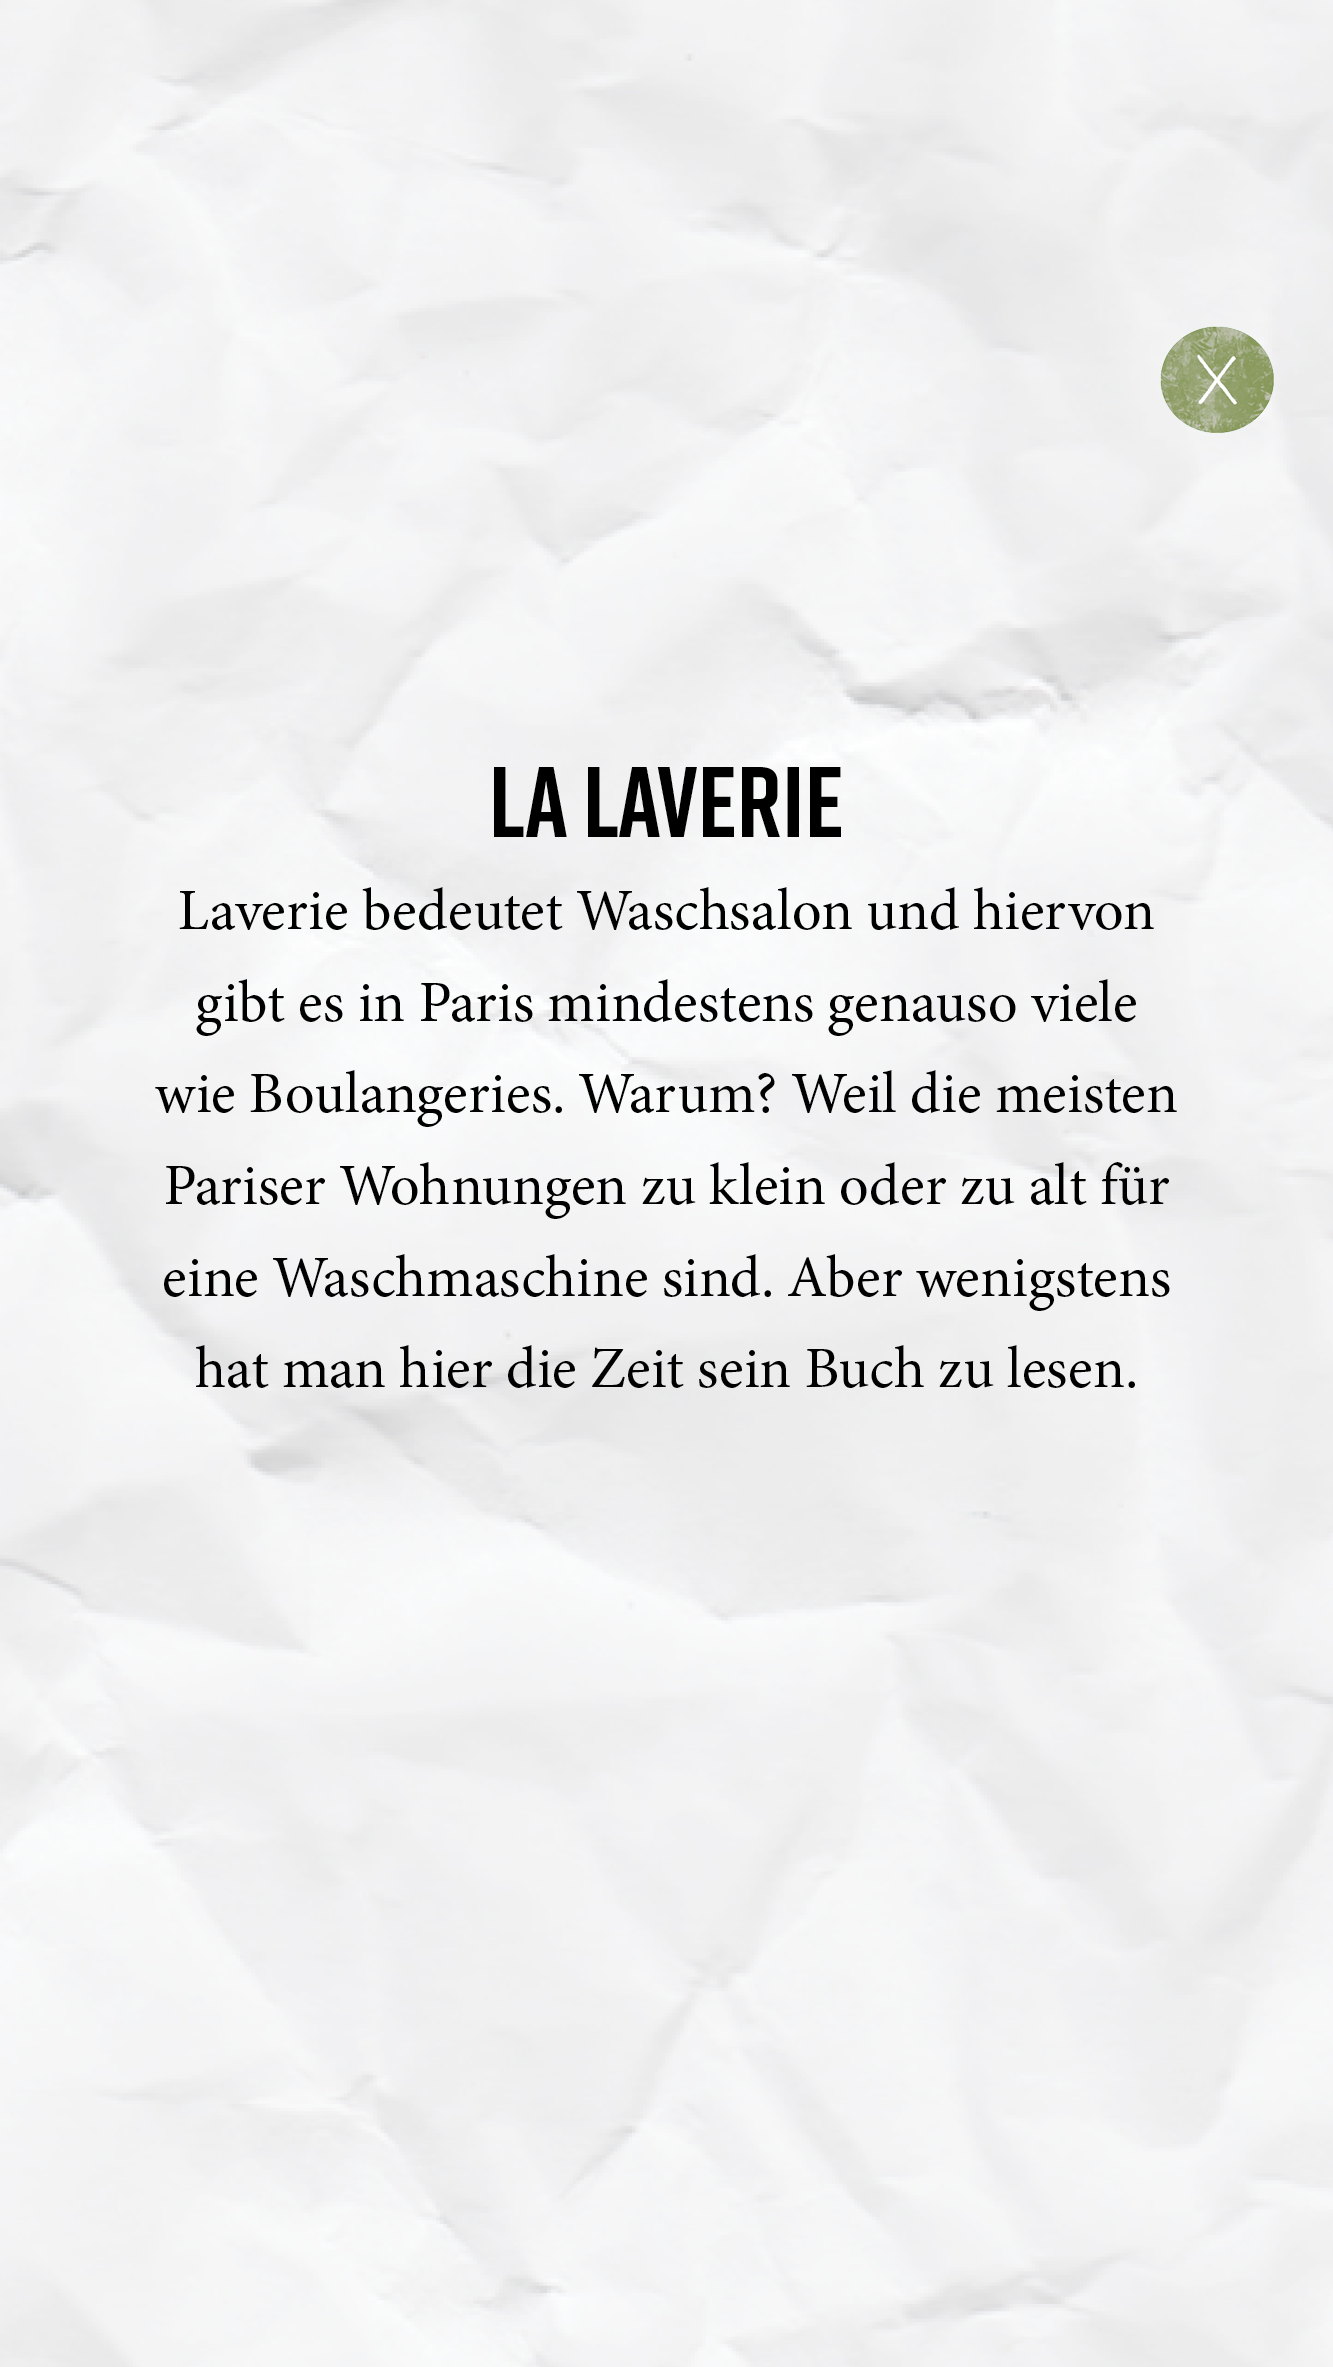 X
LA LAVERIE
Laverie bedeutet Waschsalon und hiervon
gibt es in Paris mindestens genauso viele
wie Boulangeries. Warum? Weil die meisten
Pariser Wohnungen zu klein oder zu alt für
eine Waschmaschine sind. Aber wenigstens
hat man hier die Zeit sein Buch zu lesen.